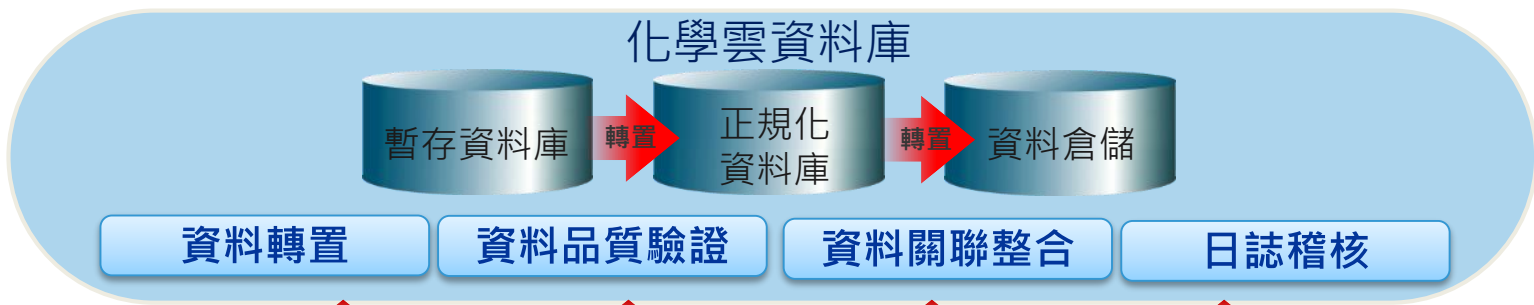 化學雲資料庫
暫存資料庫
轉置
正規化
資料庫
轉置
資料倉儲
資料轉置
資料品質驗證
資料關聯整合
日誌稽核